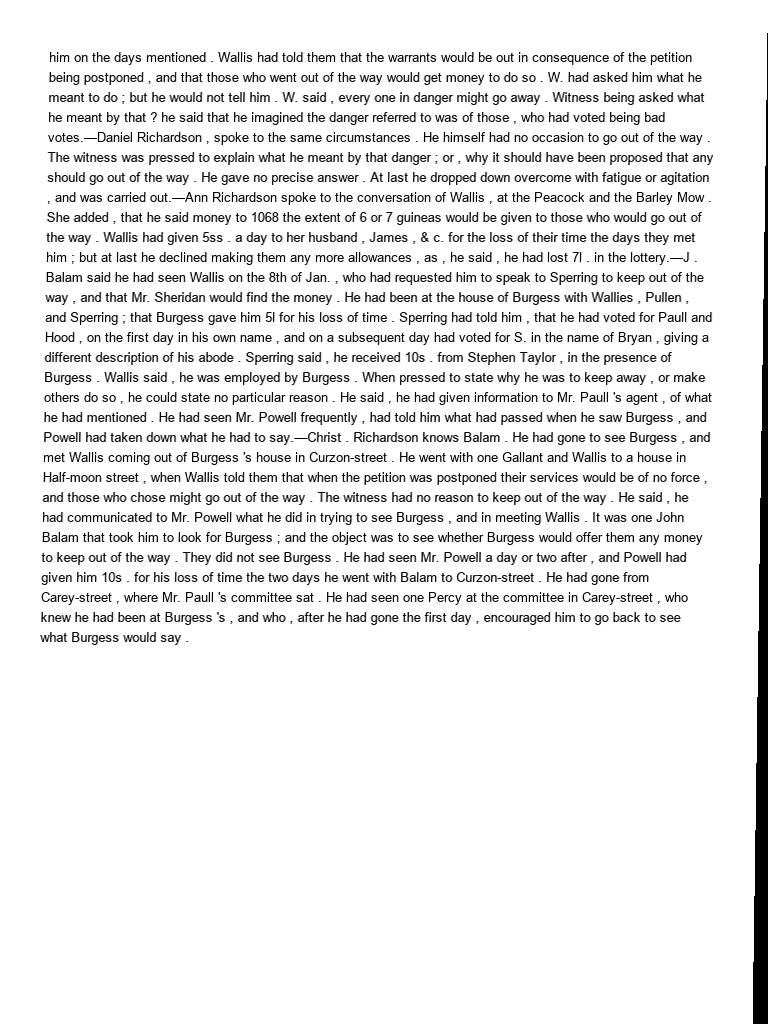 him on the days mentioned . Wallis had told them that the warrants would be out in consequence of the petition
being postponed , and that those who went out of the way would get money to do so . W. had asked him what he
meant to do ; but he would not tell him . W. said , every one in danger might go away . Witness being asked what
he meant by that ? he said that he imagined the danger referred to was of those , who had voted being bad
votes.—Daniel Richardson , spoke to the same circumstances . He himself had no occasion to go out of the way .
The witness was pressed to explain what he meant by that danger ; or , why it should have been proposed that any
should go out of the way . He gave no precise answer . At last he dropped down overcome with fatigue or agitation
, and was carried out.—Ann Richardson spoke to the conversation of Wallis , at the Peacock and the Barley Mow .
She added , that he said money to 1068 the extent of 6 or 7 guineas would be given to those who would go out of
the way . Wallis had given 5ss . a day to her husband , James , & c. for the loss of their time the days they met
him ; but at last he declined making them any more allowances , as , he said , he had lost 7l . in the lottery.—J .
Balam said he had seen Wallis on the 8th of Jan. , who had requested him to speak to Sperring to keep out of the
way , and that Mr. Sheridan would find the money . He had been at the house of Burgess with Wallies , Pullen ,
and Sperring ; that Burgess gave him 5l for his loss of time . Sperring had told him , that he had voted for Paull and
Hood , on the first day in his own name , and on a subsequent day had voted for S. in the name of Bryan , giving a
different description of his abode . Sperring said , he received 10s . from Stephen Taylor , in the presence of
Burgess . Wallis said , he was employed by Burgess . When pressed to state why he was to keep away , or make
others do so , he could state no particular reason . He said , he had given information to Mr. Paull 's agent , of what
he had mentioned . He had seen Mr. Powell frequently , had told him what had passed when he saw Burgess , and
Powell had taken down what he had to say.—Christ . Richardson knows Balam . He had gone to see Burgess , and
met Wallis coming out of Burgess 's house in Curzon-street . He went with one Gallant and Wallis to a house in
Half-moon street , when Wallis told them that when the petition was postponed their services would be of no force ,
and those who chose might go out of the way . The witness had no reason to keep out of the way . He said , he
had communicated to Mr. Powell what he did in trying to see Burgess , and in meeting Wallis . It was one John
Balam that took him to look for Burgess ; and the object was to see whether Burgess would offer them any money
to keep out of the way . They did not see Burgess . He had seen Mr. Powell a day or two after , and Powell had
given him 10s . for his loss of time the two days he went with Balam to Curzon-street . He had gone from
Carey-street , where Mr. Paull 's committee sat . He had seen one Percy at the committee in Carey-street , who
knew he had been at Burgess 's , and who , after he had gone the first day , encouraged him to go back to see
what Burgess would say .